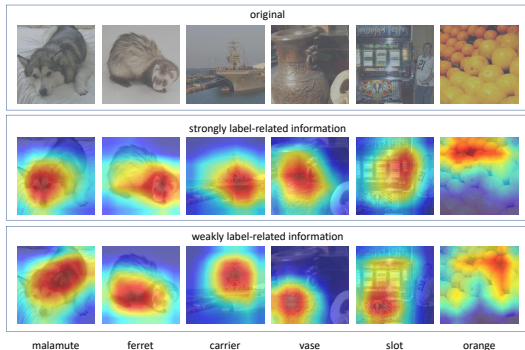 original
strongly label-related information
weakly label-related information
malamute ferret carrier vase slot orange